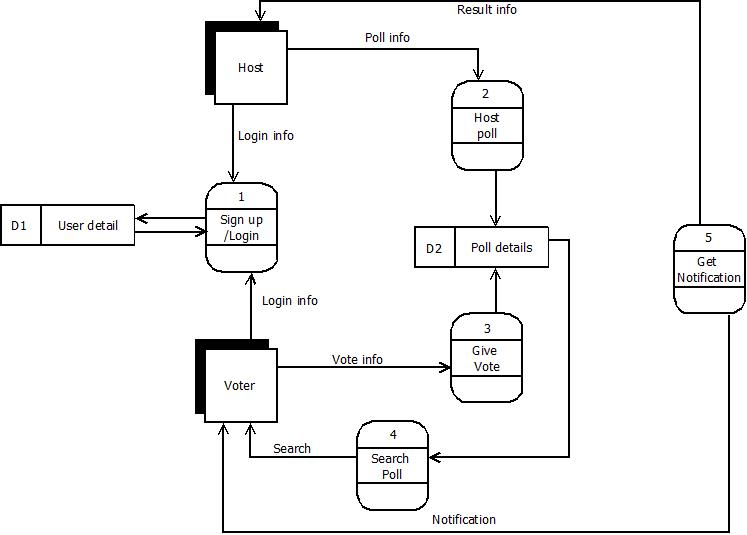 Result info
Poll info
Host
2
Host
poll
Login info
1
Sign up
/Login
D1
User detail
D2
Poll details
5
Get
Notification
Login info
3
Give
Vote
Vote info
Voter
4
Search
Poll
Search
Notification